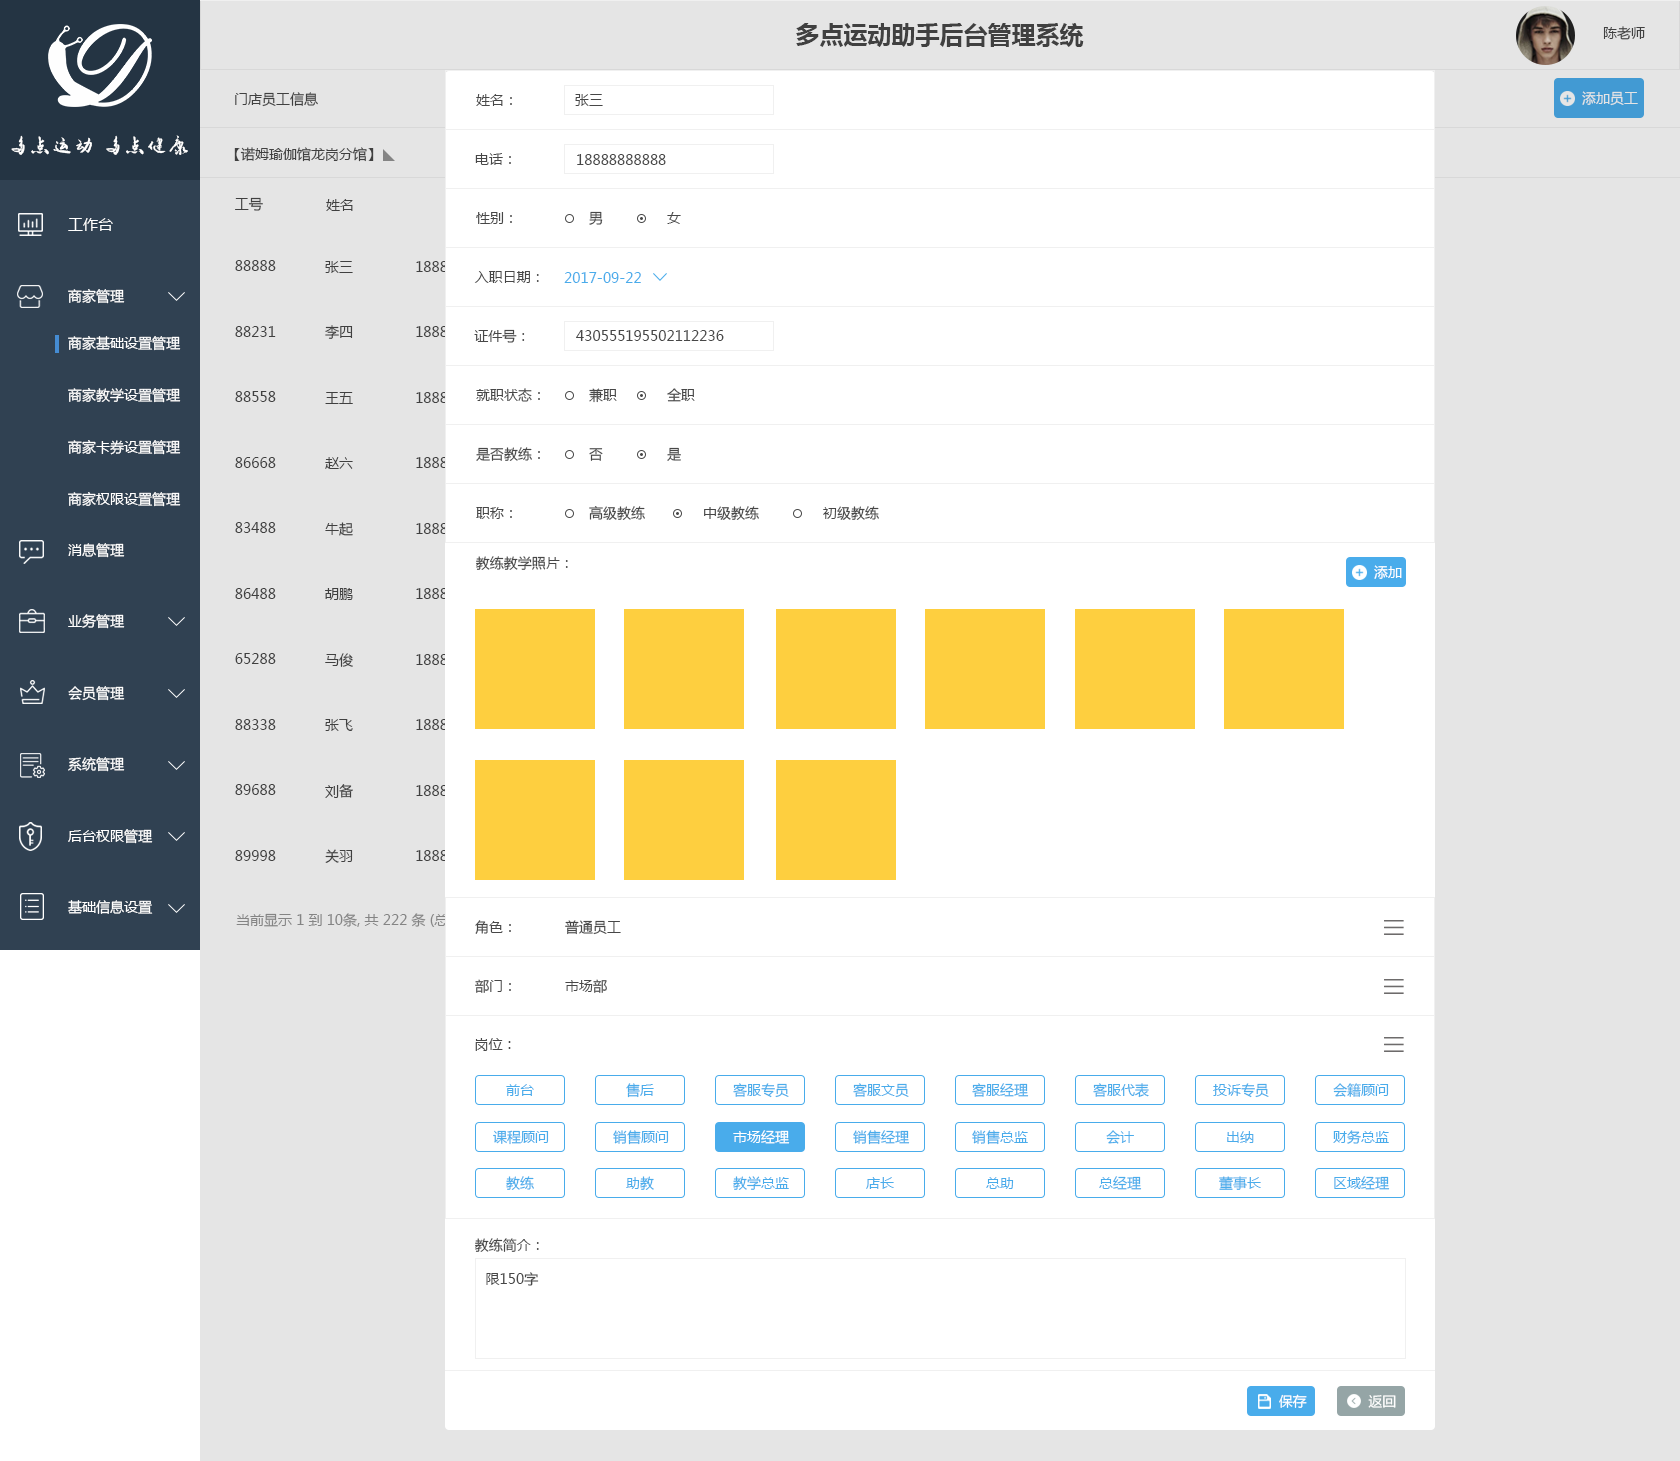 多点运动 多点健康
工作台
商家管理
商家基础设置管理
商家教学设置管理
商家卡券设置管理
商家权限设置管理
消息管理
业务管理
会员管理
系统管理
后台权限管理
基础信息设置
多点运动助手后台管理系统
陈老师
门店员工信息
添加员工
【诺姆瑜伽馆龙岗分馆】
工号 姓名
88888 张三 1888
88231 李四 1888
88558 王五 1888
86668 赵六 1888
83488 牛起 1888
86488 胡鹏 1888
65288 马俊 1888
88338 张飞 1888
89688 刘备 1888
89998 关羽 1888
当前显示 1 到 10条, 共 222 条 (总
姓名： 张三
电话： 18888888888
性别： 男 女
入职日期： 2017-09-22
证件号： 430555195502112236
就职状态： 兼职 全职
是否教练： 否 是
职称： 高级教练 中级教练 初级教练
教练教学照片：
添加
角色： 普通员工
部门： 市场部
岗位：
前台 售后 客服专员 客服文员 客服经理 客服代表 投诉专员 会籍顾问
课程顾问 销售顾问 市场经理 销售经理 销售总监 会计 出纳 财务总监
教练 助教 教学总监 店长 总助 总经理 董事长 区域经理
教练简介：
限150字
保存 返回